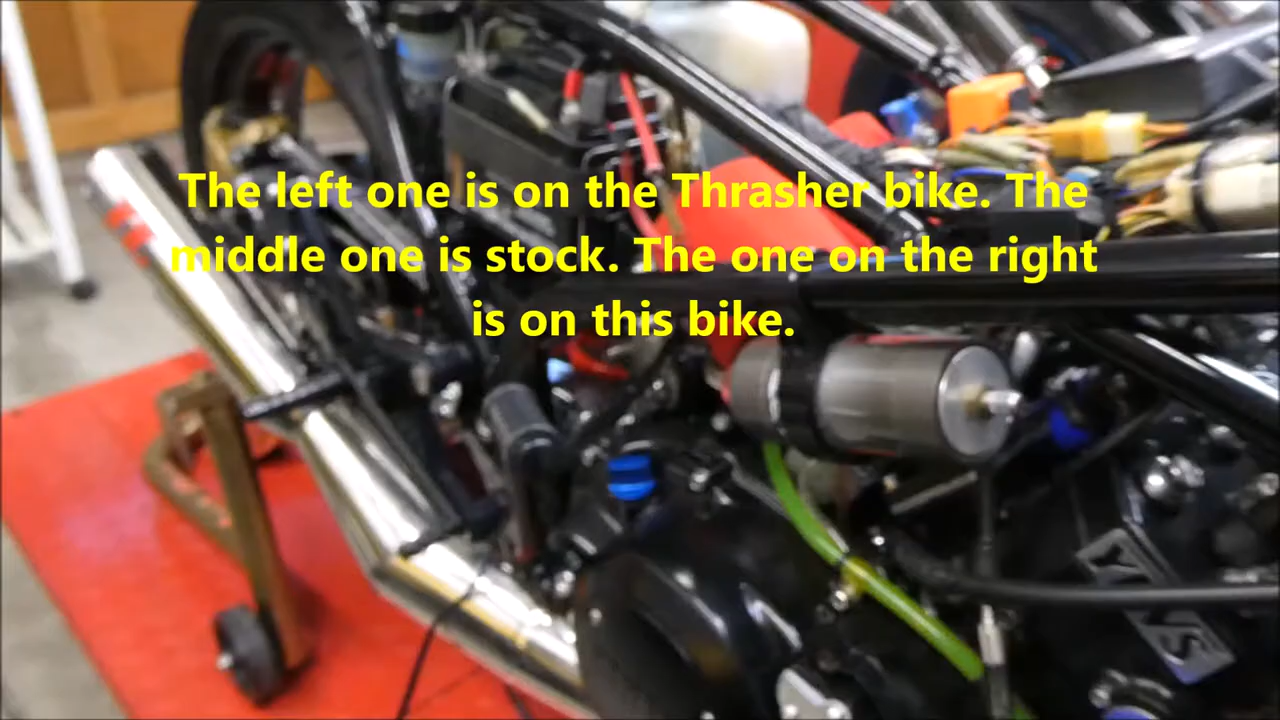 The left one is on the Thrasher bike. The
middle one is stock. The one on the right
is on this bike.
YPVS